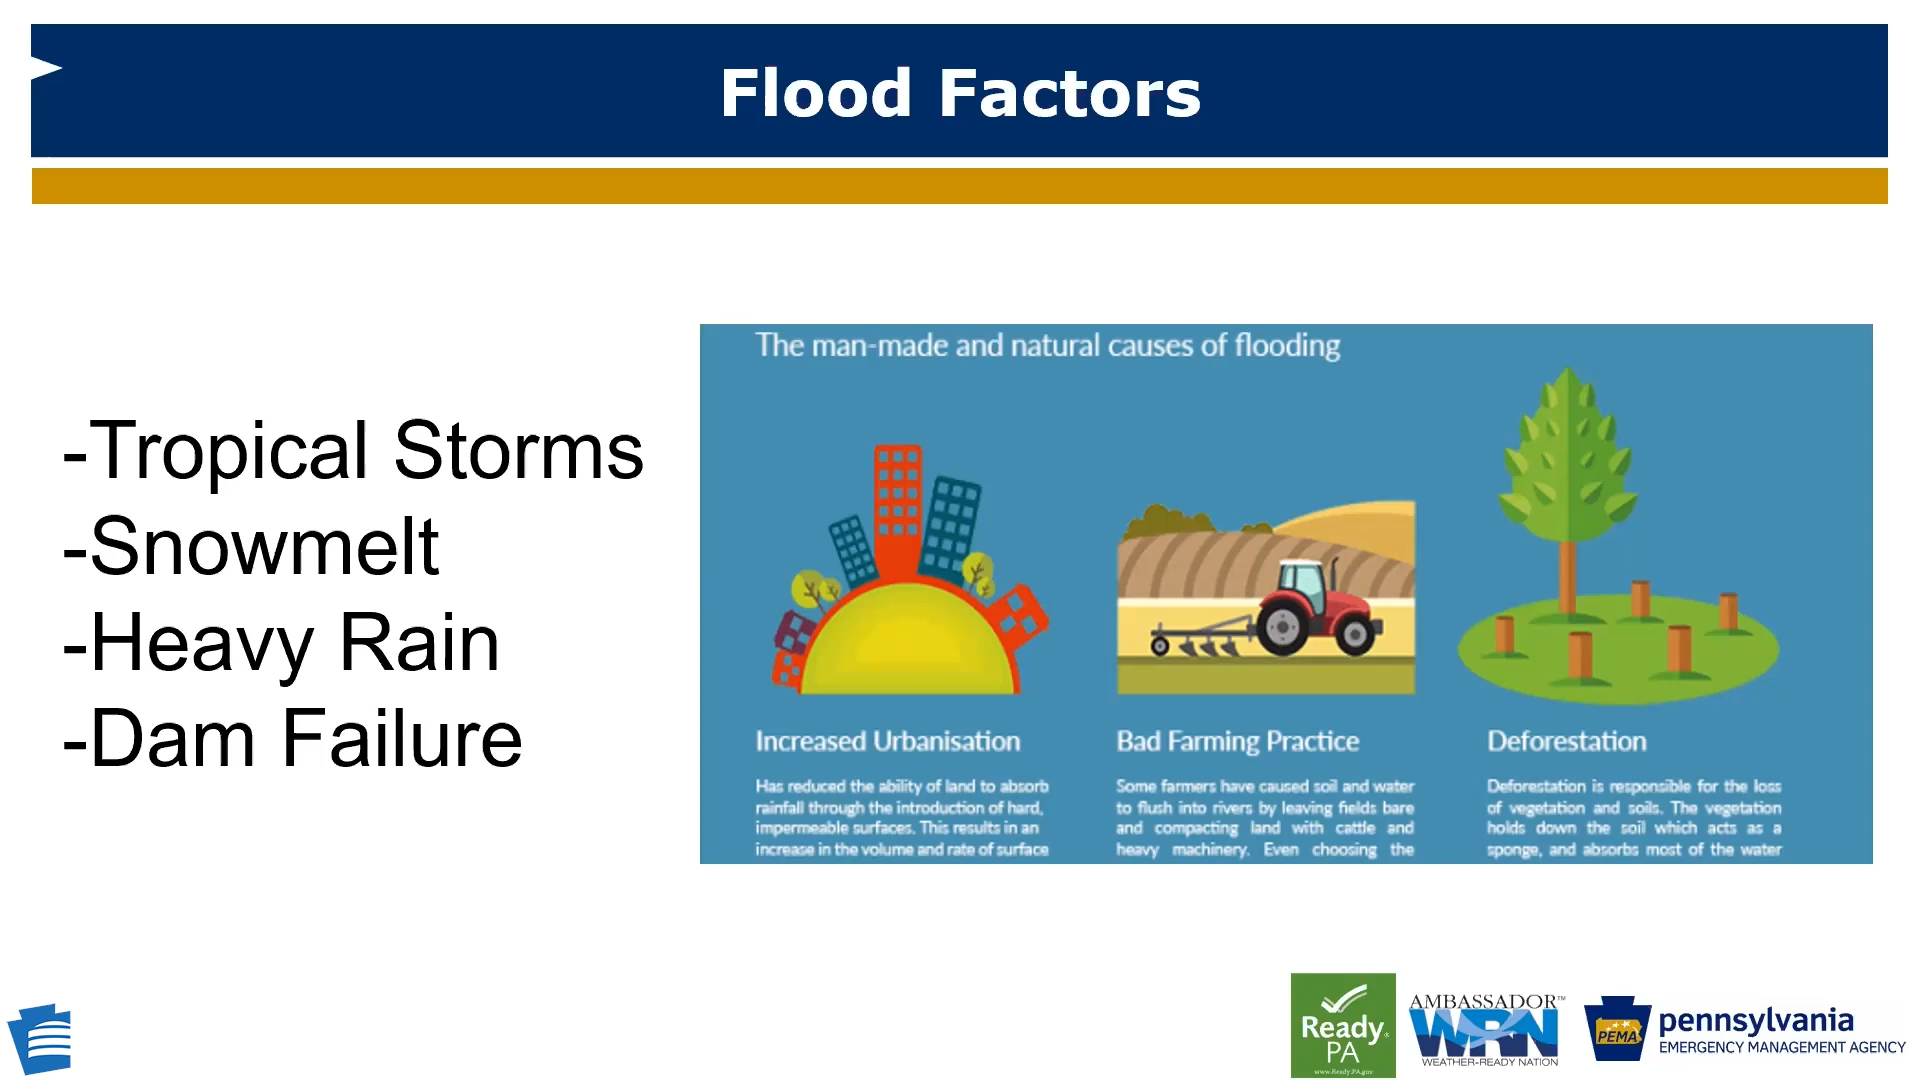 Flood Factors
-Tropical Storms
-Snowmelt
-Heavy Rain
-Dam Failure
The man-made and natural causes of flooding
Increased Urbanisation
Has reduced the ability of land to absorb
rainfall through the introduction of hard,
impermeable surfaces. This results in an
increase in the volume and rate of surface
Bad Farming Practice
Some farmers have caused soil and water
to flush into rivers by leaving fields bare
and compacting land with cattle and
heavy machinery. Even choosing the
Deforestation
Deforestation is responsible for the loss
of vegetation and soils. The vegetation
holds down the soil which acts as a
sponge, and absorbs most of the water
Ready
PA
www.Ready.PA.gov
AMBASSADOR™
WRN
WEATHER-READY NATION
PEMA
pennsylvania
EMERGENCY MANAGEMENT AGENCY